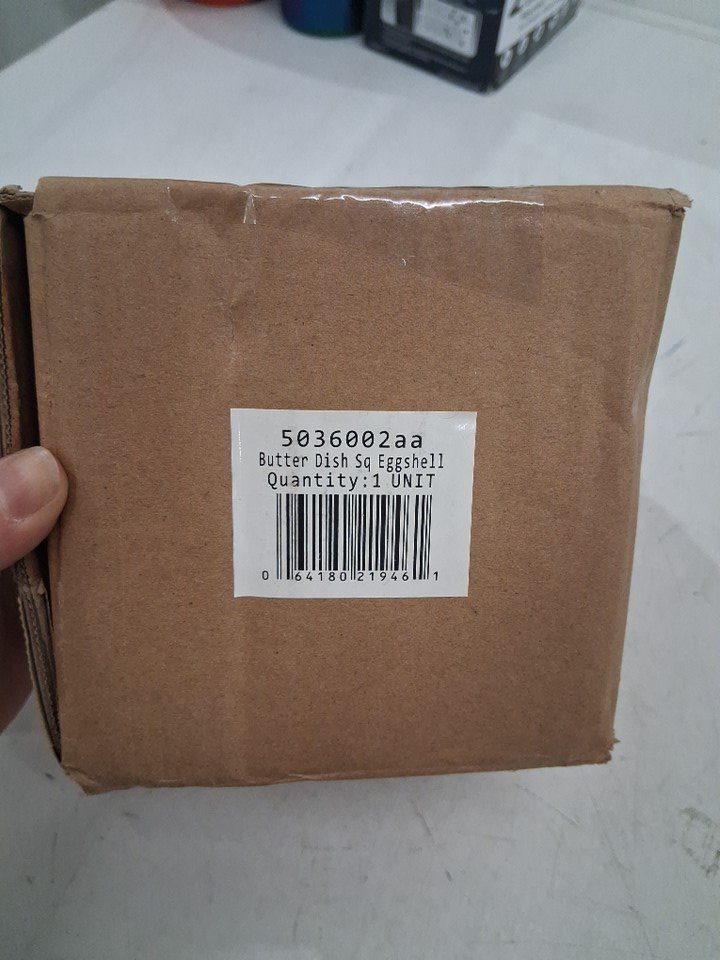 5036002aa
Butter Dish Sq Eggshell
Quantity:1 UNIT
0 64180 21946 1